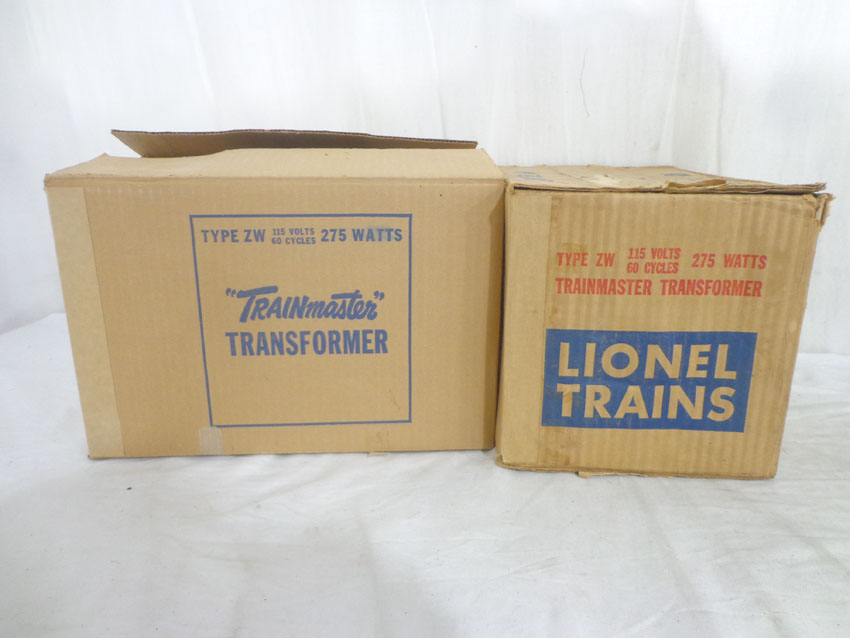 TYPE ZW 115 VOLTS 60 CYCLES 275 WATTS
"TRAINmaster"
TRANSFORMER
TYPE ZW 115 VOLTS 60 CYCLES 275 WATTS
TRAINMASTER TRANSFORMER
LIONEL
TRAINS